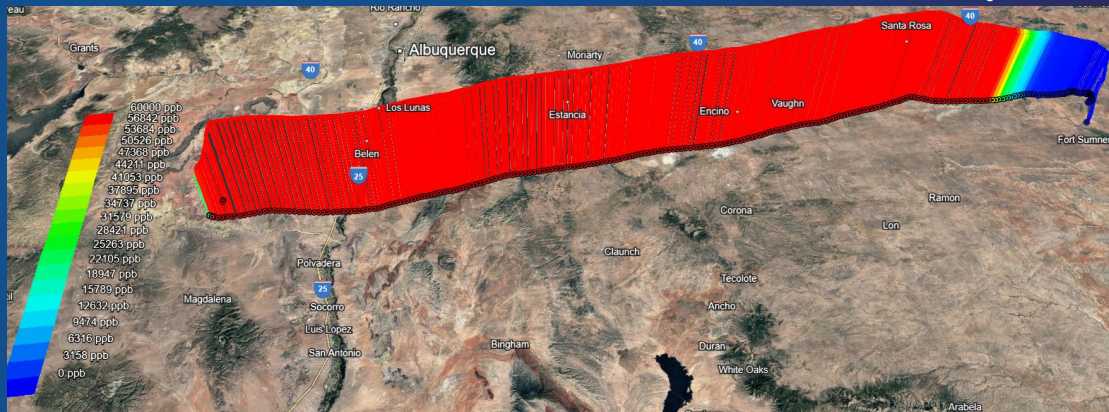 eau
Rio Rancho
Grants
Albuquerque
40
Moriarty
40
Santa Rosa
40
Los Lunas
Belen
25
Estancia
Encino
Vaughn
Fort Sumner
60000 ppb
56842 ppb
53684 ppb
50526 ppb
47368 ppb
44211 ppb
41053 ppb
37895 ppb
34737 ppb
31579 ppb
28421 ppb
25263 ppb
22105 ppb
18947 ppb
15789 ppb
12632 ppb
9474 ppb
6316 ppb
3158 ppb
0 ppb
Ramon
Corona
Lon
Claunch
Polvadera
Tecolote
25
Magdalena
Socorro
Ancho
Luis Lopez
San Antonio
Bingham
Duran
White Oaks
Arabela